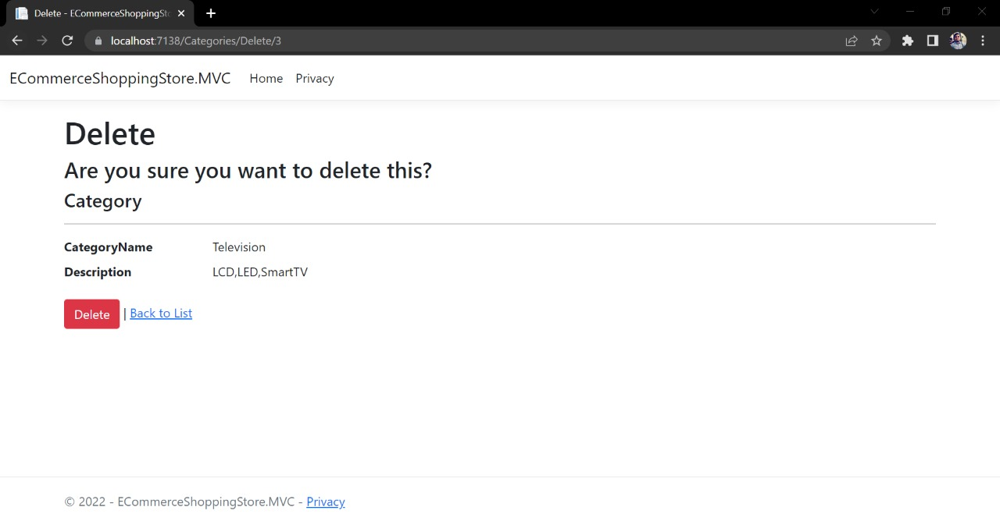 Delete - ECommerceShoppingSto
localhost:7138/Categories/Delete/3
ECommerceShoppingStore.MVC Home Privacy
Delete
Are you sure you want to delete this?
Category
CategoryName Television
Description LCD,LED,SmartTV
Delete | Back to List
© 2022 - ECommerceShoppingStore.MVC - Privacy